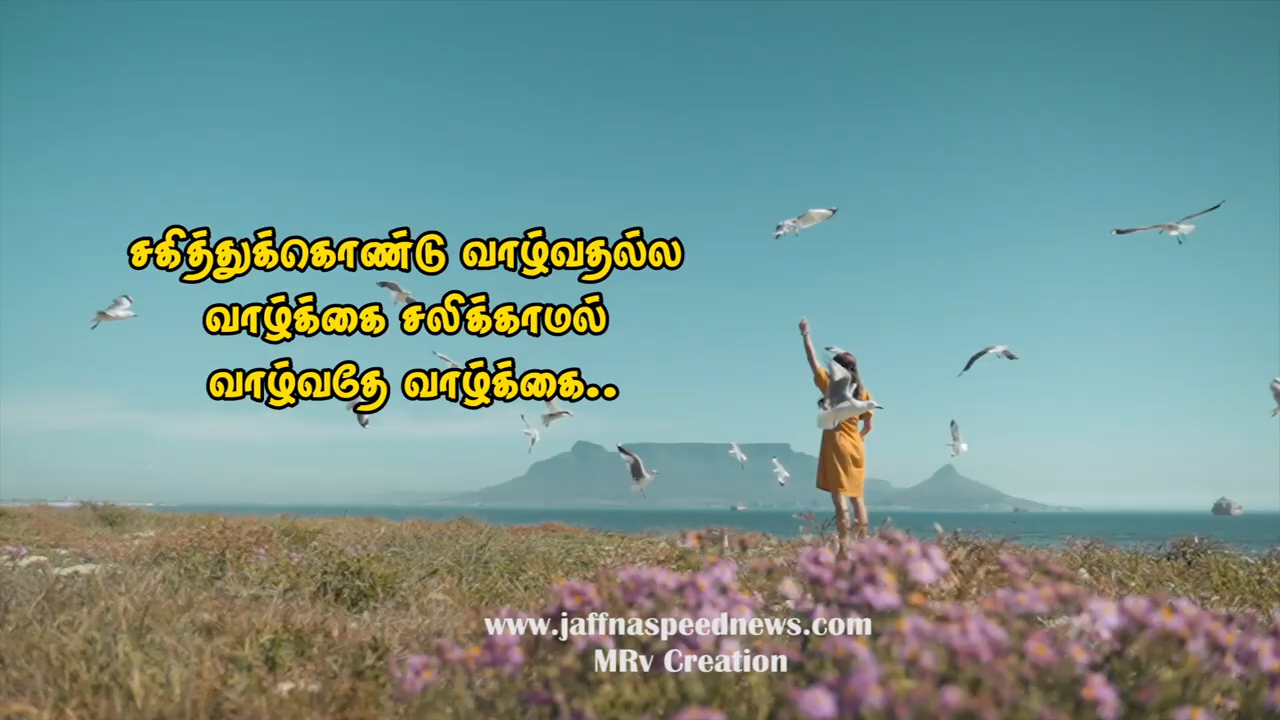 சகித்துக்கொண்டு வாழ்வதல்ல
வாழ்க்கை சலிக்காமல்
வாழ்வதே வாழ்க்கை..
www.jaffnaspeednews.com
MRv Creation